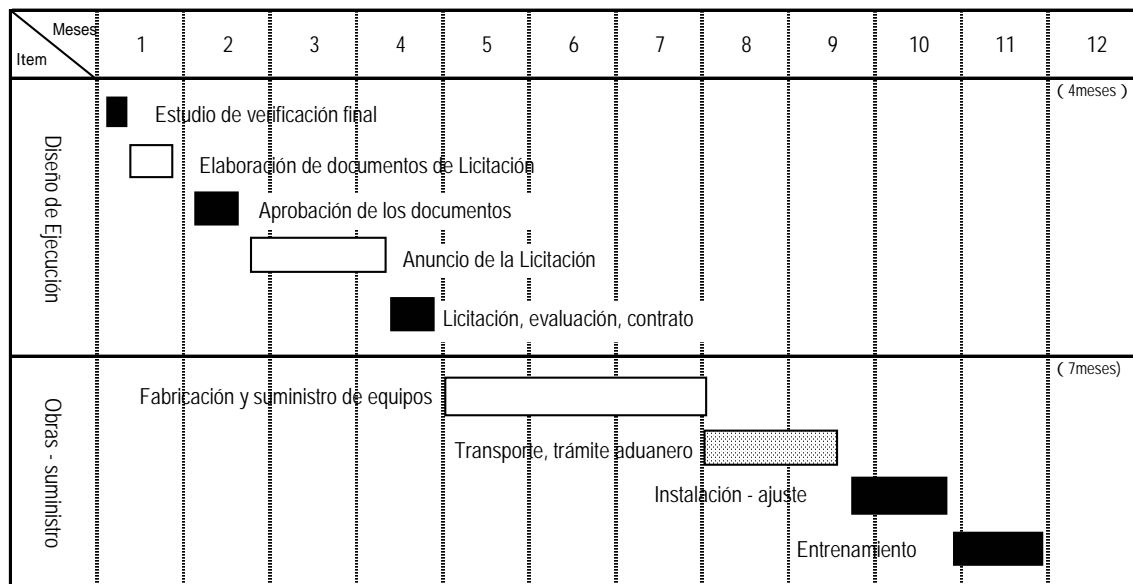 Meses
Item
1 2 3 4 5 6 7 8 9 10 11 12
Diseño de Ejecución
( 4meses )
Estudio de verificación final
Elaboración de documentos de Licitación
Aprobación de los documentos
Anuncio de la Licitación
Licitación, evaluación, contrato
Obras - suministro
( 7meses)
Fabricación y suministro de equipos
Transporte, trámite aduanero
Instalación - ajuste
Entrenamiento